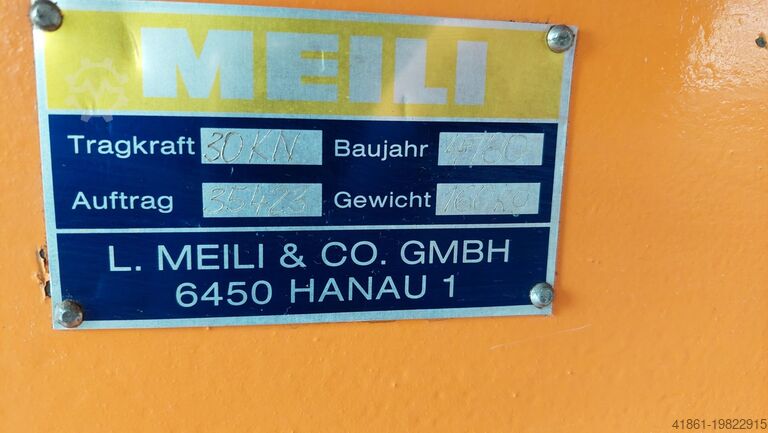 MEILI
Tragkraft 30KN Baujahr
Auftrag 35423 Gewicht
L. MEILI & CO. GMBH
6450 HANAU 1
41861-19822915